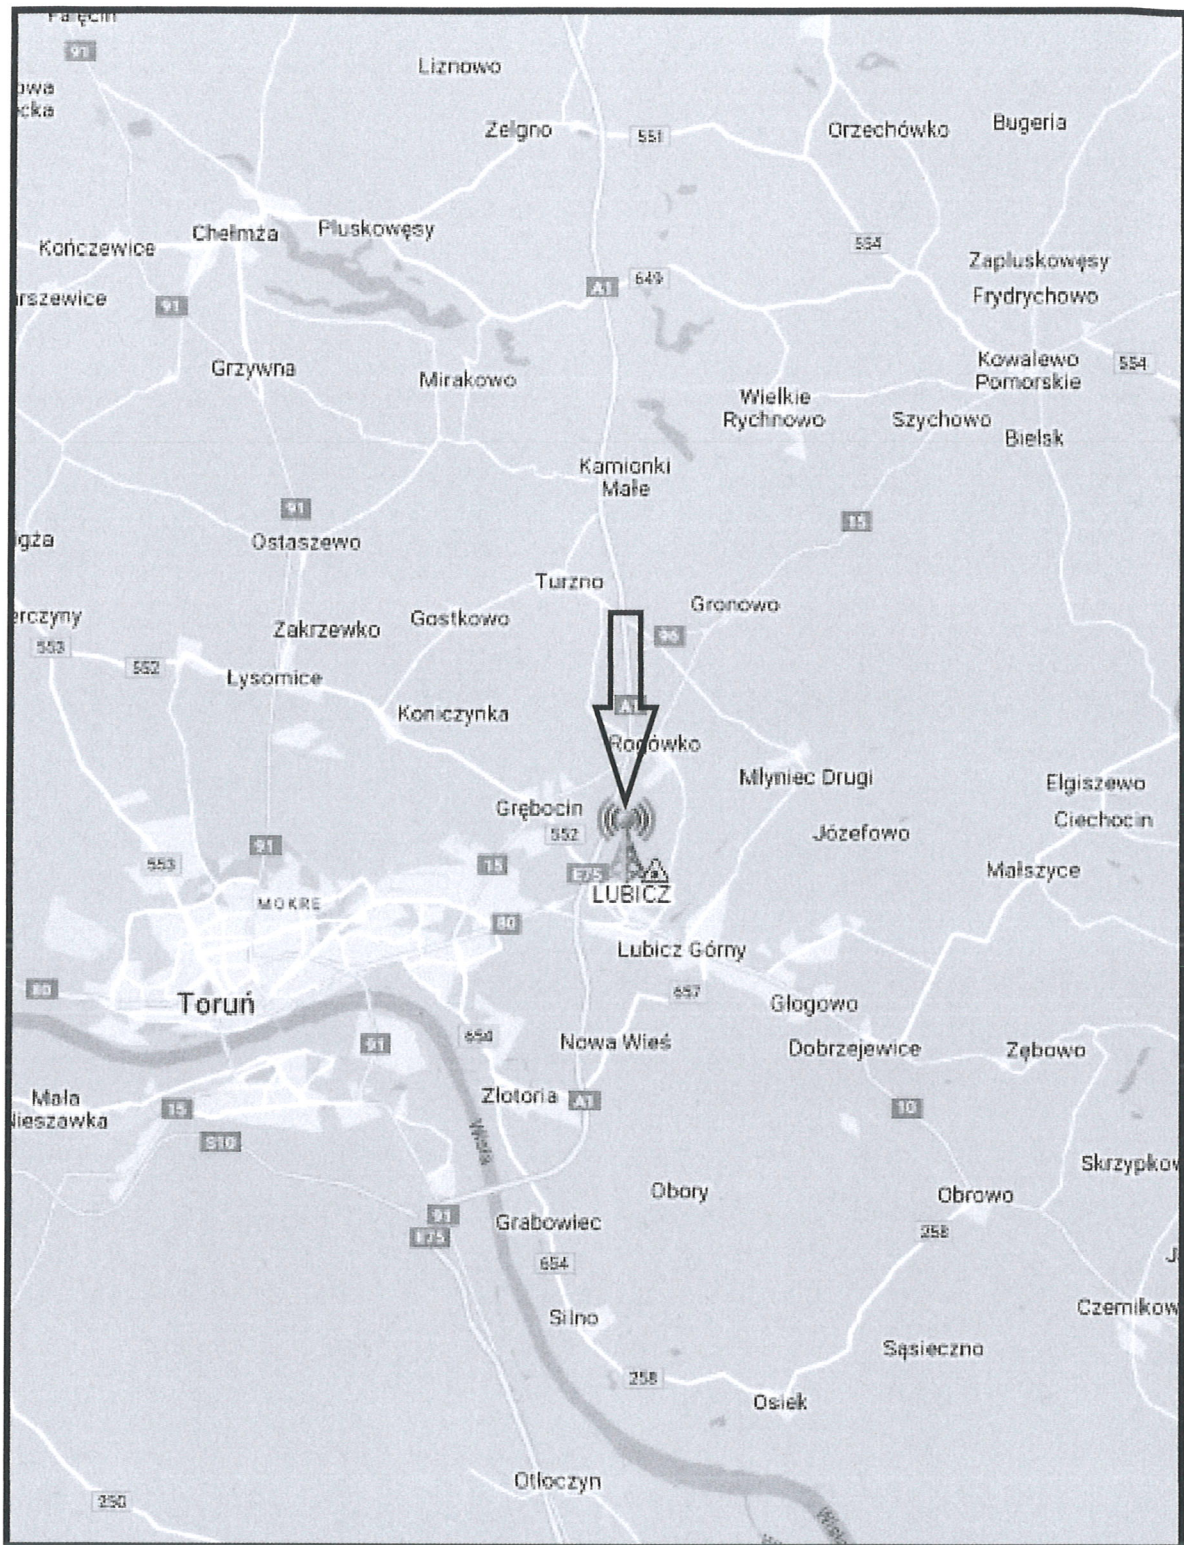 91
Liznowo
Zelgno
551
Orzechówko
Bugeria
Chełmża
Pluskowęsy
Kończewice
554
Zapluskowęsy
A1
649
Frydrychowo
91
Grzywna
Mirakowo
Kowalewo
Pomorskie
554
Wielkie
Rychnowo
Szychowo
Bielsk
Kamionki
Małe
91
15
Ostaszewo
Turzno
Gostkowo
Gronowo
Zakrzewko
96
553
552
Łysomice
Koniczynka
A1
Rogówko
Młyniec Drugi
Elgiszewo
Grębocin
Ciechocin
552
Józefowo
91
553
15
E75
Małszyce
LUBICZ
MOKRE
80
Lubicz Górny
80
Toruń
657
Głogowo
654
91
Nowa Wieś
Dobrzejewice
Zębowo
Mała
Nieszawka
15
Złotoria
A1
10
S10
Wisła
Skrzypkow
Obory
Obrowo
91
Grabowiec
E75
258
654
Silno
Czernikow
Sąsieczno
258
Osiek
Otłoczyn
250